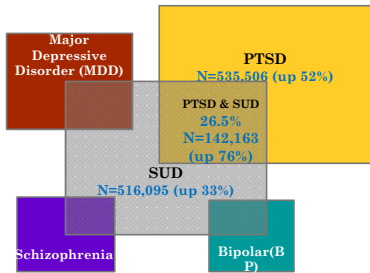 Major
Depressive
Disorder (MDD)
PTSD
N=535,506 (up 52%)
PTSD & SUD
26.5%
N=142,163
(up 76%)
SUD
N=516,095 (up 33%)
Schizophrenia
Bipolar(B
P)